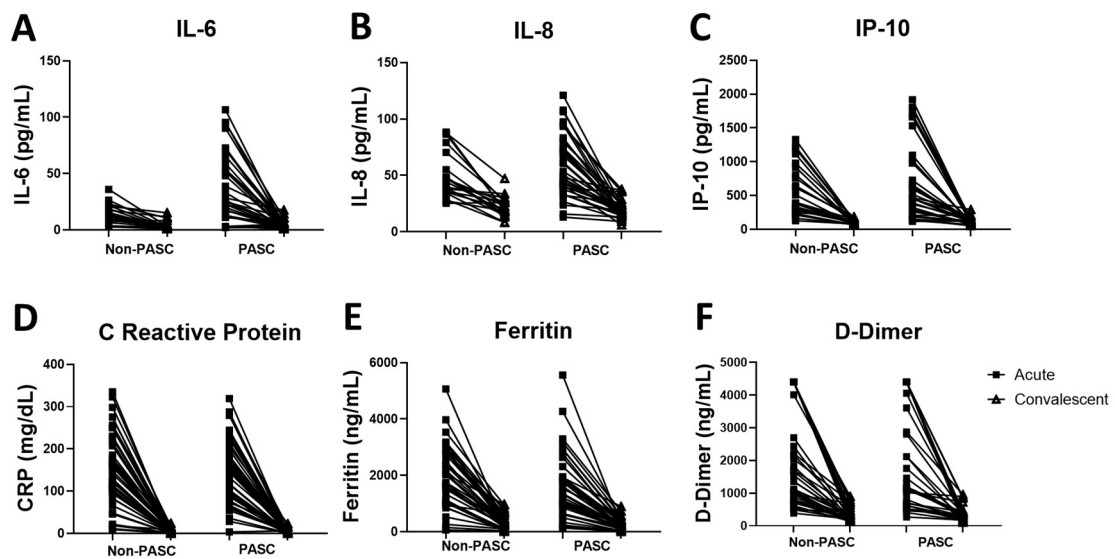 A IL-6
IL-6 (pg/mL)
150
100
50
0
Non-PASC PASC
B IL-8
IL-8 (pg/mL)
150
100
50
0
Non-PASC PASC
C IP-10
IP-10 (pg/mL)
2500
2000
1500
1000
500
0
Non-PASC PASC
D C Reactive Protein
CRP (mg/dL)
400
300
200
100
0
Non-PASC PASC
E Ferritin
Ferritin (ng/mL)
6000
4000
2000
0
Non-PASC PASC
F D-Dimer
D-Dimer (ng/mL)
5000
4000
3000
2000
1000
0
Non-PASC PASC
Acute
Convalescent